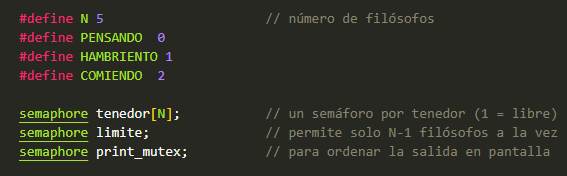 #define N 5                    // número de filósofos
#define PENSANDO  0
#define HAMBRIENTO 1
#define COMIENDO  2

semaphore tenedor[N];          // un semáforo por tenedor (1 = libre)
semaphore limite;              // permite solo N-1 filósofos a la vez
semaphore print_mutex;         // para ordenar la salida en pantalla